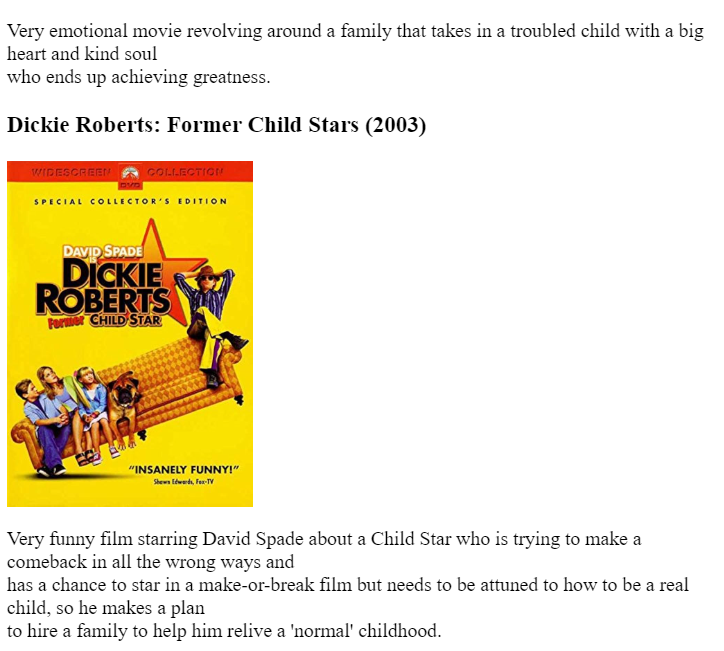 Very emotional movie revolving around a family that takes in a troubled child with a big
heart and kind soul
who ends up achieving greatness.
Dickie Roberts: Former Child Stars (2003)
WIDESCREEN COLLECTION
DVD
SPECIAL COLLECTOR'S EDITION
DAVID SPADE
IS
DICKIE
ROBERTS
Former CHILD STAR
"INSANELY FUNNY!"
Shawn Edwards, Fox-TV
Very funny film starring David Spade about a Child Star who is trying to make a
comeback in all the wrong ways and
has a chance to star in a make-or-break film but needs to be attuned to how to be a real
child, so he makes a plan
to hire a family to help him relive a 'normal' childhood.